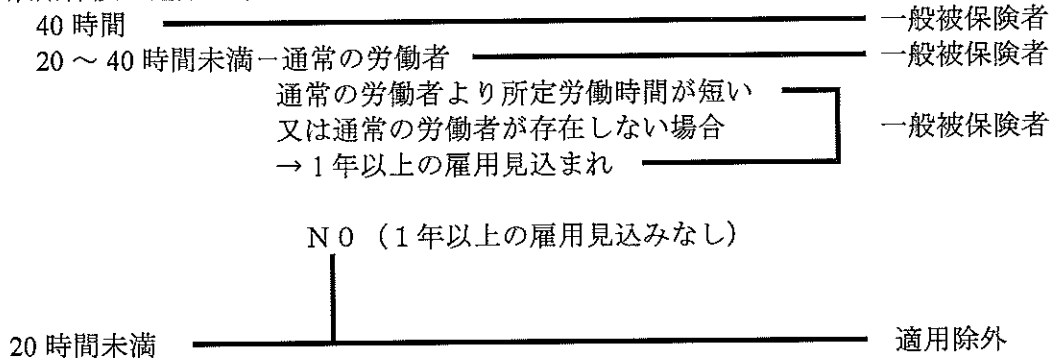 40 時間 一般被保険者
20 ～ 40 時間未満－通常の労働者 一般被保険者
通常の労働者より所定労働時間が短い
又は通常の労働者が存在しない場合 一般被保険者
→ 1 年以上の雇用見込まれ
N O （1 年以上の雇用見込みなし）
20 時間未満 適用除外